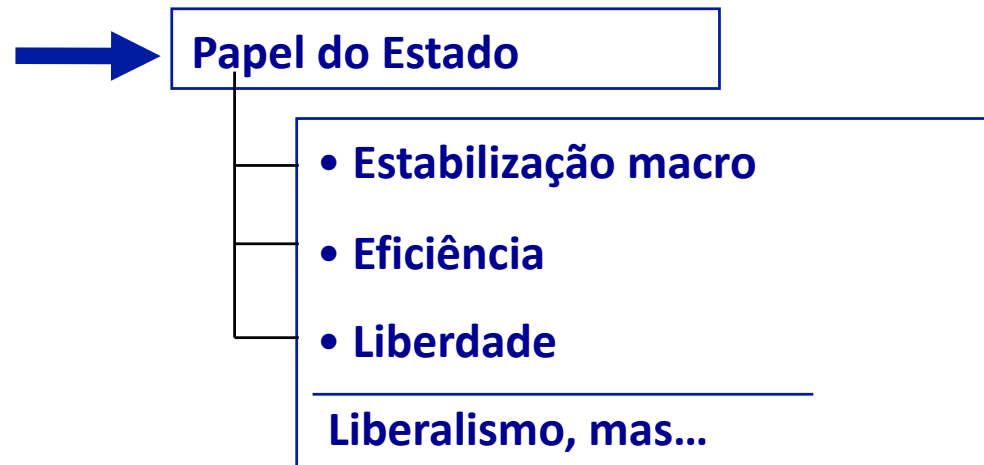 Papel do Estado
• Estabilização macro
• Eficiência
• Liberdade
Liberalismo, mas...